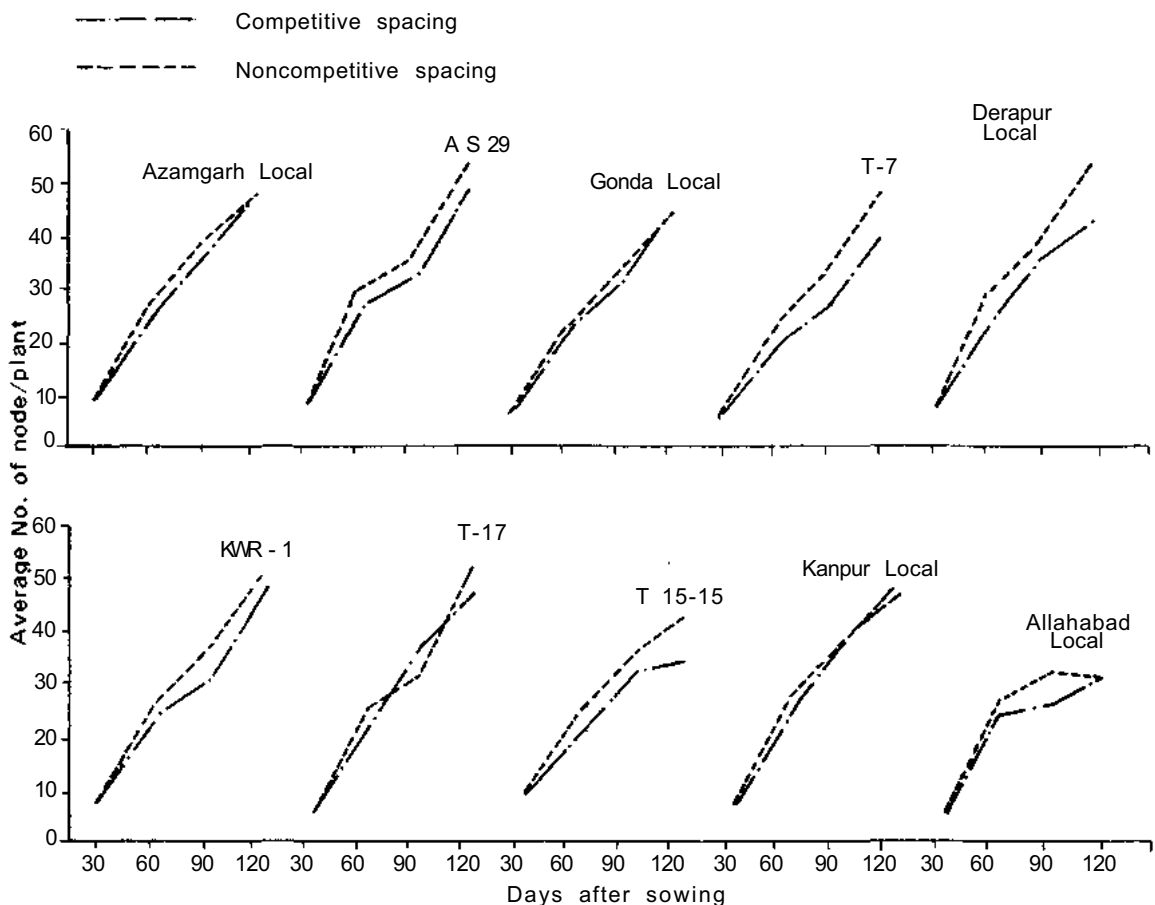 Competitive spacing
Noncompetitive spacing
Average No. of node/plant
60
50
40
30
20
10
0
Azamgarh Local
A S 29
Gonda Local
T-7
Derapur
Local
60
50
40
30
20
10
0
KWR - 1
T-17
T 15-15
Kanpur Local
Allahabad
Local
30 60 90 120 30 60 90 120 30 60 90 120 30 60 90 120 30 60 90 120
Days after sowing